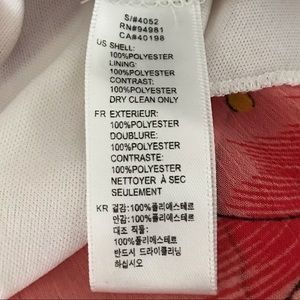 S/#4052
RN#94981
CA#40198
US SHELL:
100%POLYESTER
LINING:
100%POLYESTER
CONTRAST:
100%POLYESTER
DRY CLEAN ONLY
FR EXTERIEUR:
100%POLYESTER
DOUBLURE:
100%POLYESTER
CONTRASTE:
100%POLYESTER
NETTOYER À SEC
SEULEMENT
KR 겉감:100%폴리에스테르
안감:100%폴리에스테르
대조 직물:
100%폴리에스테르
반드시 드라이클리닝
하십시오